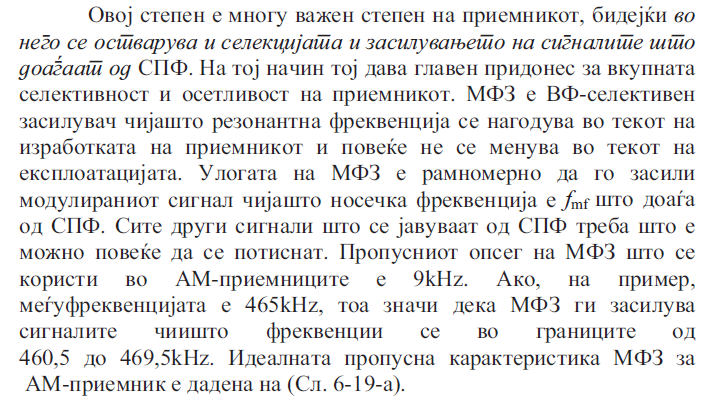 Овој степен е многу важен степен на приемникот, бидејќи во
него се остварува и селекцијата и засилувањето на сигналите што
доаѓаат од СПФ. На тој начин тој дава главен придонес за вкупната
селективност и осетливост на приемникот. МФЗ е ВФ-селективен
засилувач чијашто резонантна фреквенција се нагодува во текот на
изработката на приемникот и повеќе не се менува во текот на
експлоатацијата. Улогата на МФЗ е рамномерно да го засили
модулираниот сигнал чијашто носечка фреквенција е fmf што доаѓа
од СПФ. Сите други сигнали што се јавуваат од СПФ треба што е
можно повеќе да се потиснат. Пропусниот опсег на МФЗ што се
користи во АМ-приемниците е 9kHz. Ако, на пример,
меѓуфреквенцијата е 465kHz, тоа значи дека МФЗ ги засилува
сигналите чиишто фреквенции се во границите од
460,5 до 469,5kHz. Идеалната пропусна карактеристика МФЗ за
АМ-приемник е дадена на (Сл. 6-19-а).